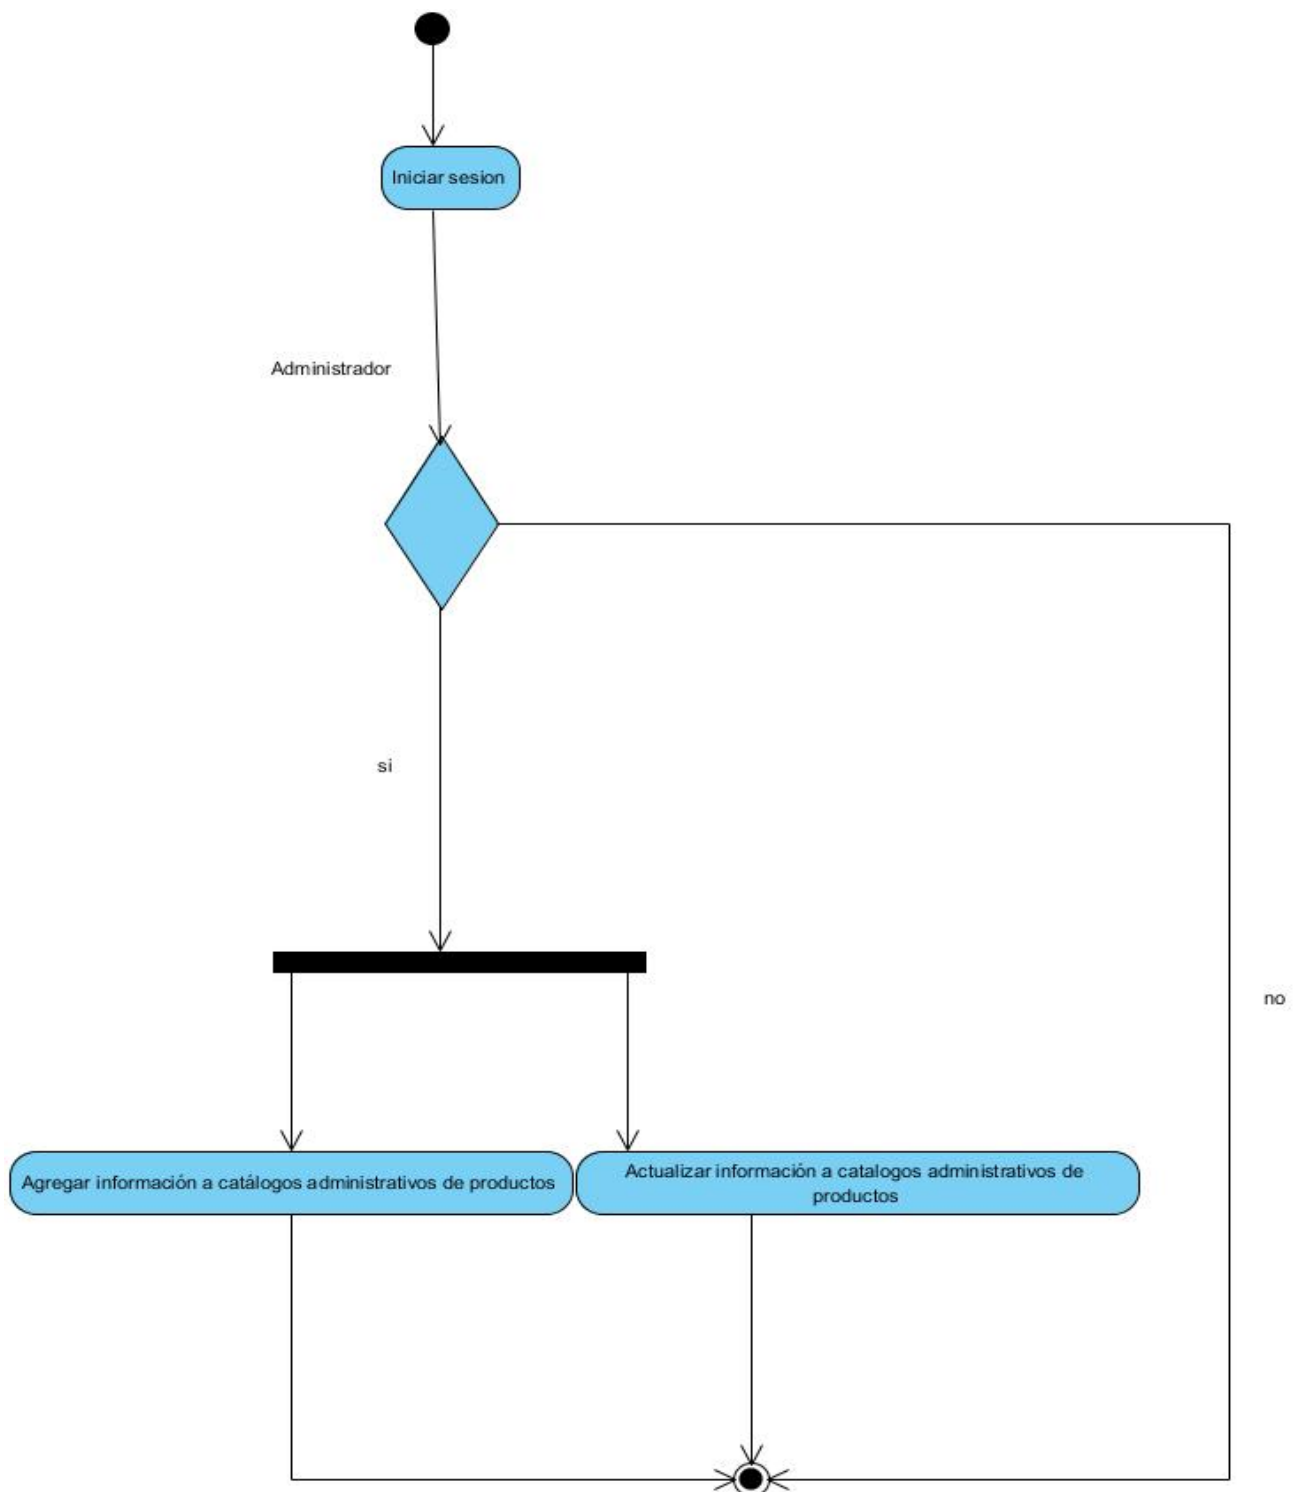 Iniciar sesion
Administrador
si
no
Agregar información a catálogos administrativos de productos
Actualizar información a catalogos administrativos de
productos